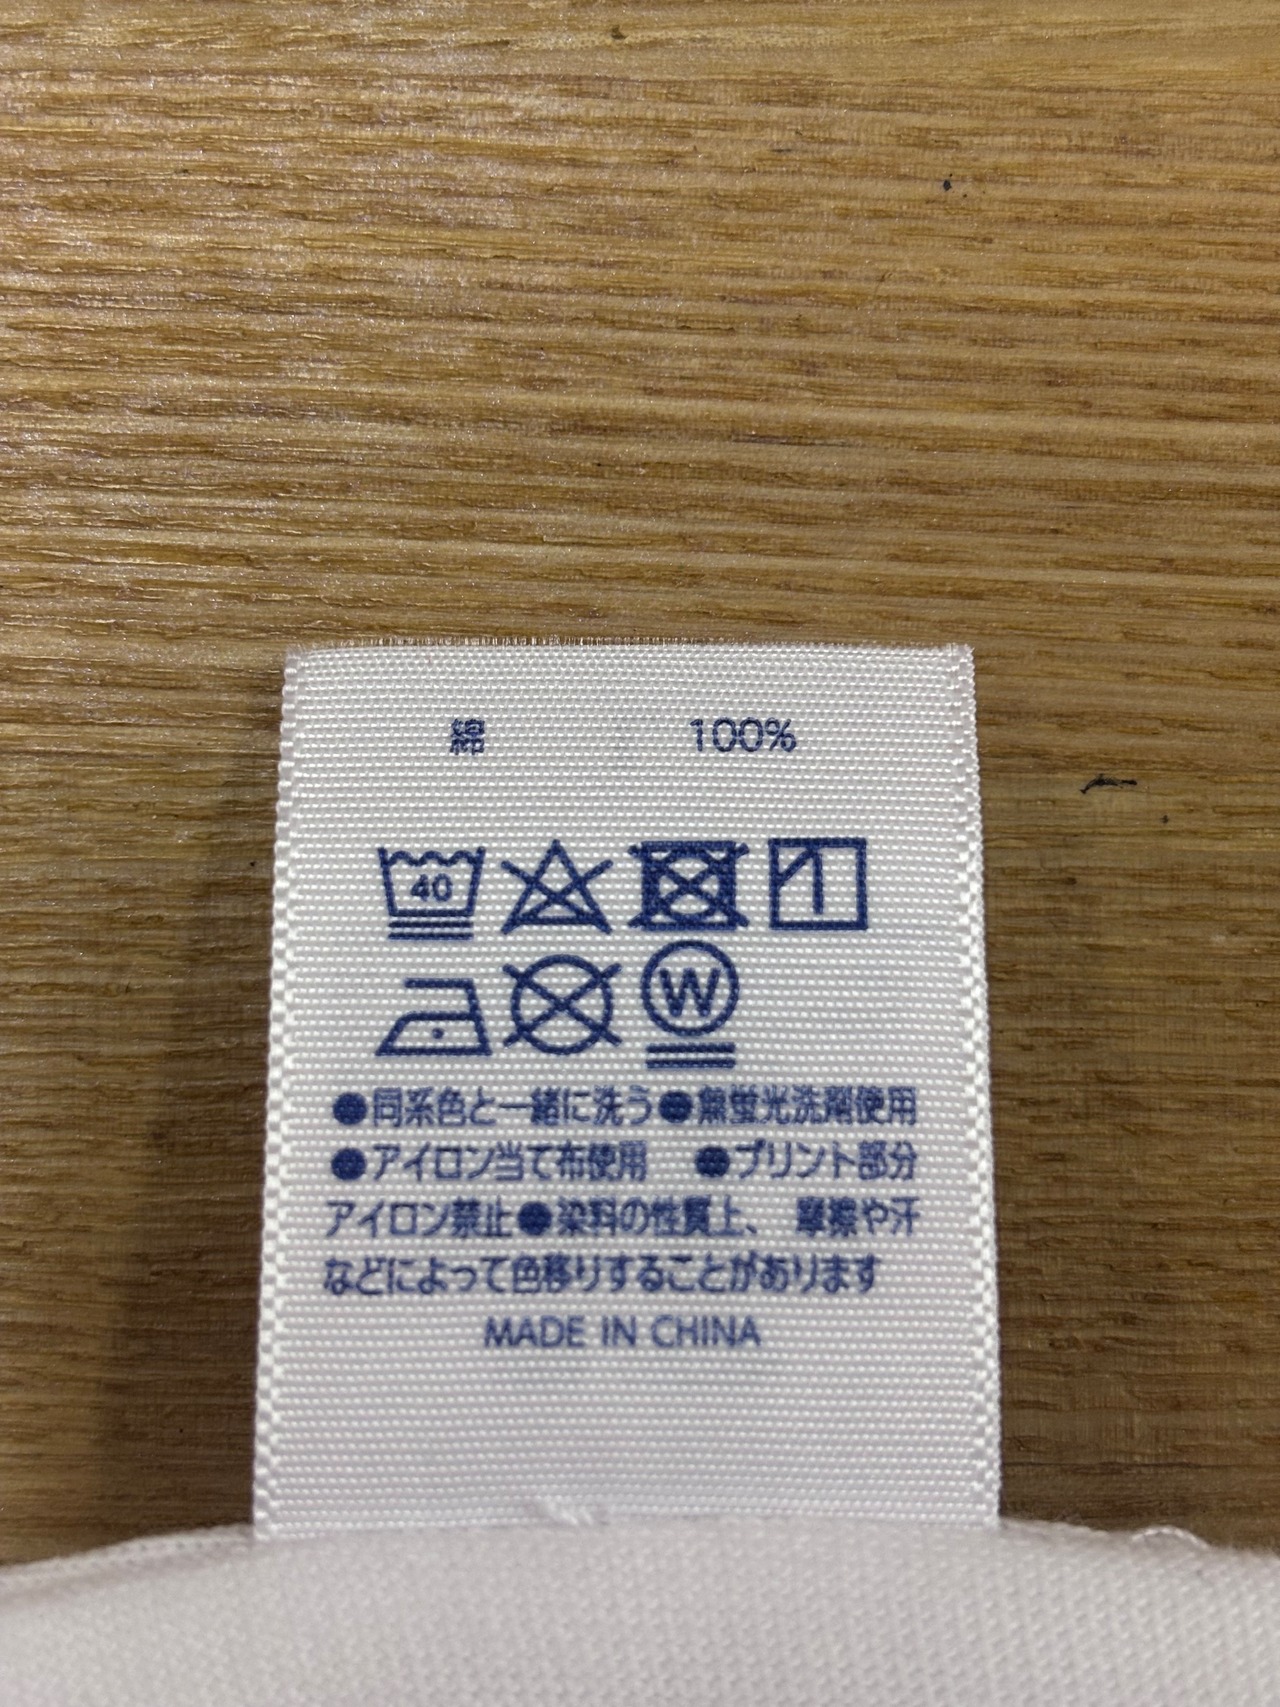 綿 100%
40
W
●同系色と一緒に洗う●無蛍光洗剤使用
●アイロン当て布使用 ●プリント部分
アイロン禁止●染料の性質上、摩擦や汗
などによって色移りすることがあります
MADE IN CHINA